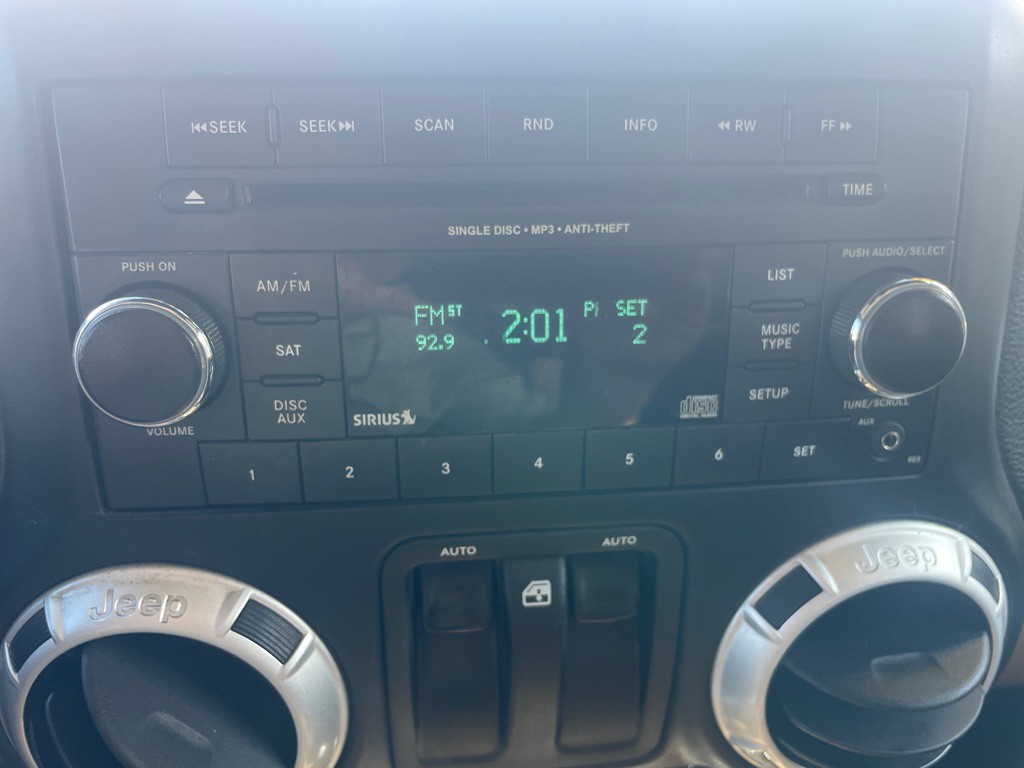 SEEK SEEK SCAN RND INFO RW FF
TIME
SINGLE DISC • MP3 • ANTI-THEFT
PUSH ON
PUSH AUDIO/SELECT
AM/FM
LIST
FM ST 2:01 SET
92.9 2
SAT
MUSIC
TYPE
SETUP
DISC
AUX
SIRIUS
disc
VOLUME
TUNE/SCROLL
AUX
1 2 3 4 5 6 SET
AUTO AUTO
Jeep
Jeep